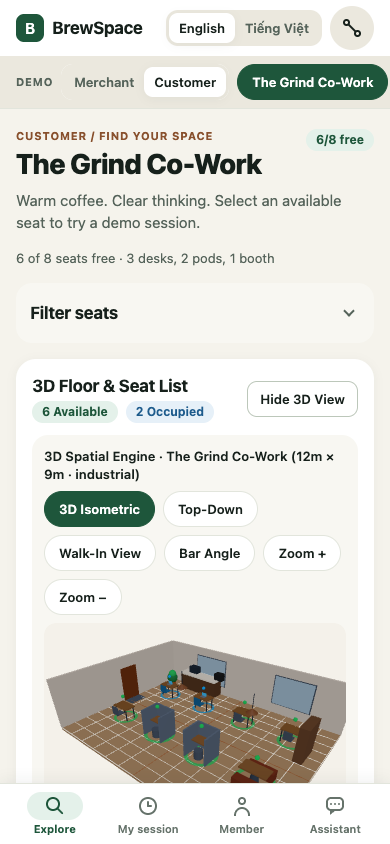 B BrewSpace English Tiếng Việt
DEMO Merchant Customer The Grind Co-Work
CUSTOMER / FIND YOUR SPACE
6/8 free
The Grind Co-Work
Warm coffee. Clear thinking. Select an available
seat to try a demo session.
6 of 8 seats free · 3 desks, 2 pods, 1 booth
Filter seats
3D Floor & Seat List
6 Available 2 Occupied
Hide 3D View
3D Spatial Engine · The Grind Co-Work (12m ×
9m · industrial)
3D Isometric Top-Down
Walk-In View Bar Angle Zoom +
Zoom −
Explore My session Member Assistant